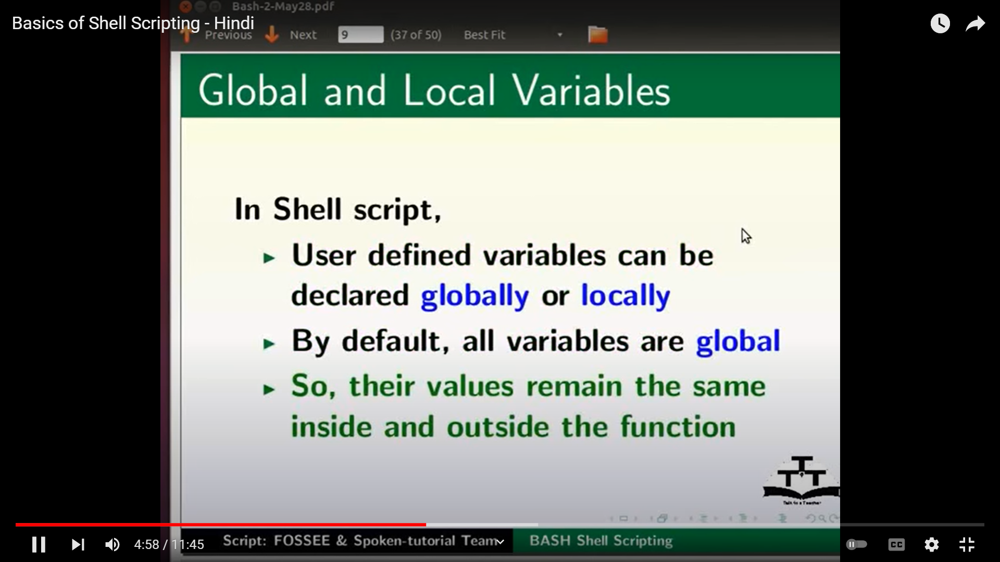 Bash-2-May28.pdf
Basics of Shell Scripting - Hindi
Previous Next 9 (37 of 50) Best Fit
Global and Local Variables
In Shell script,
User defined variables can be
declared globally or locally
By default, all variables are global
So, their values remain the same
inside and outside the function
TTT
Talk to a Teacher
Script: FOSSEE & Spoken-tutorial Team BASH Shell Scripting
4:58 / 11:45 CC